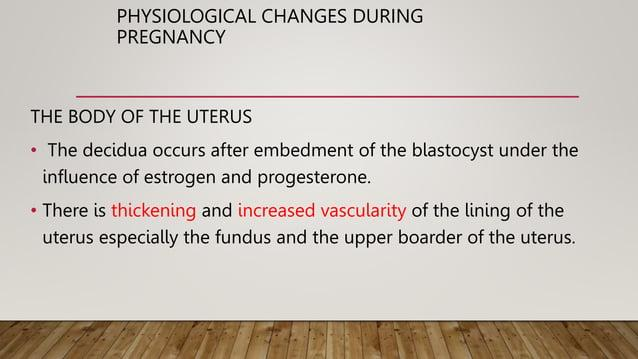 PHYSIOLOGICAL CHANGES DURING
PREGNANCY
THE BODY OF THE UTERUS
• The decidua occurs after embedment of the blastocyst under the
influence of estrogen and progesterone.
• There is thickening and increased vascularity of the lining of the
uterus especially the fundus and the upper boarder of the uterus.